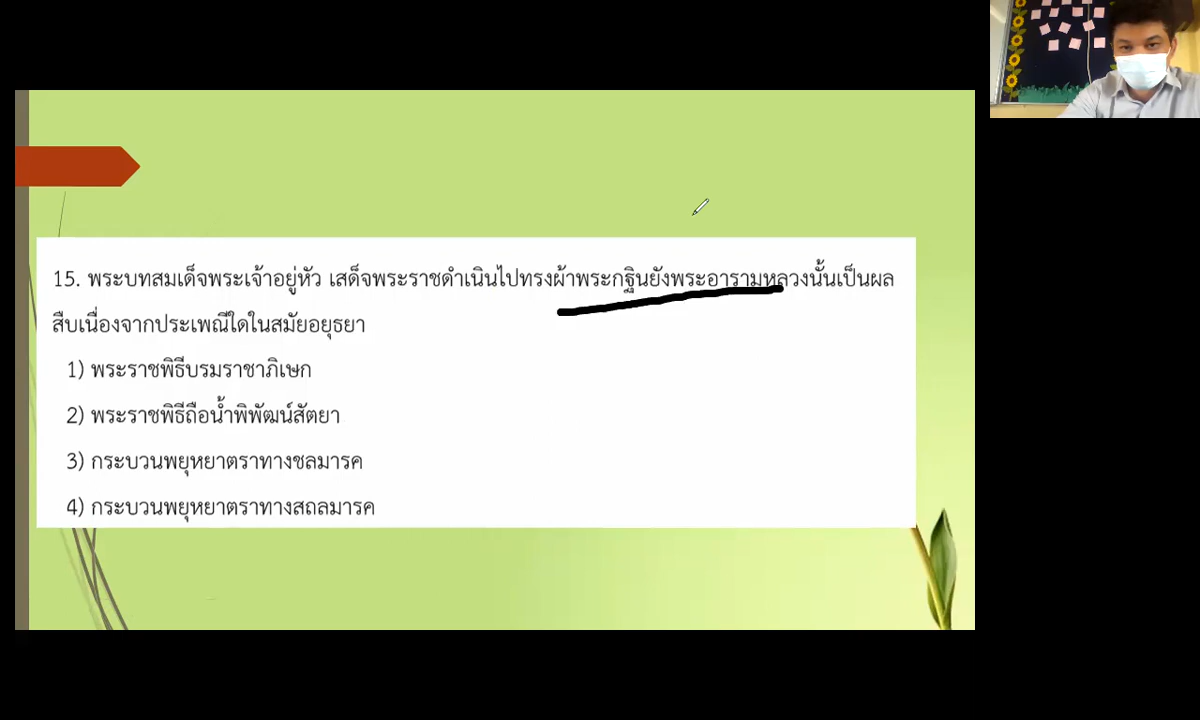 15. พระบทสมเด็จพระเจ้าอยู่หัว เสด็จพระราชดำเนินไปทรงผ้าพระกฐินยังพระอารามหลวงนั้นเป็นผล
สืบเนื่องจากประเพณีใดในสมัยอยุธยา
1) พระราชพิธีบรมราชาภิเษก
2) พระราชพิธีถือน้ำพิพัฒน์สัตยา
3) กระบวนพยุหยาตราทางชลมารค
4) กระบวนพยุหยาตราทางสถลมารค